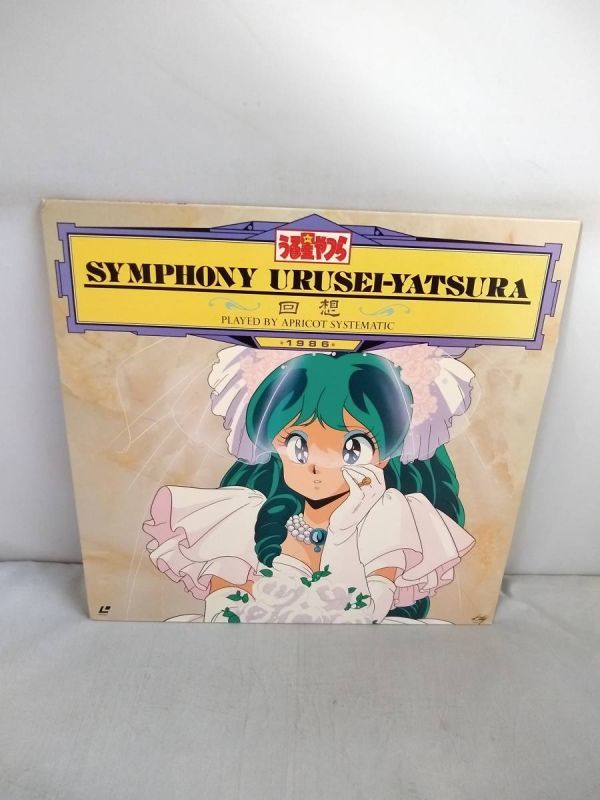 うる星やつら
SYMPHONY URUSEI-YATSURA
回想
PLAYED BY APRICOT SYSTEMATIC
•1986•